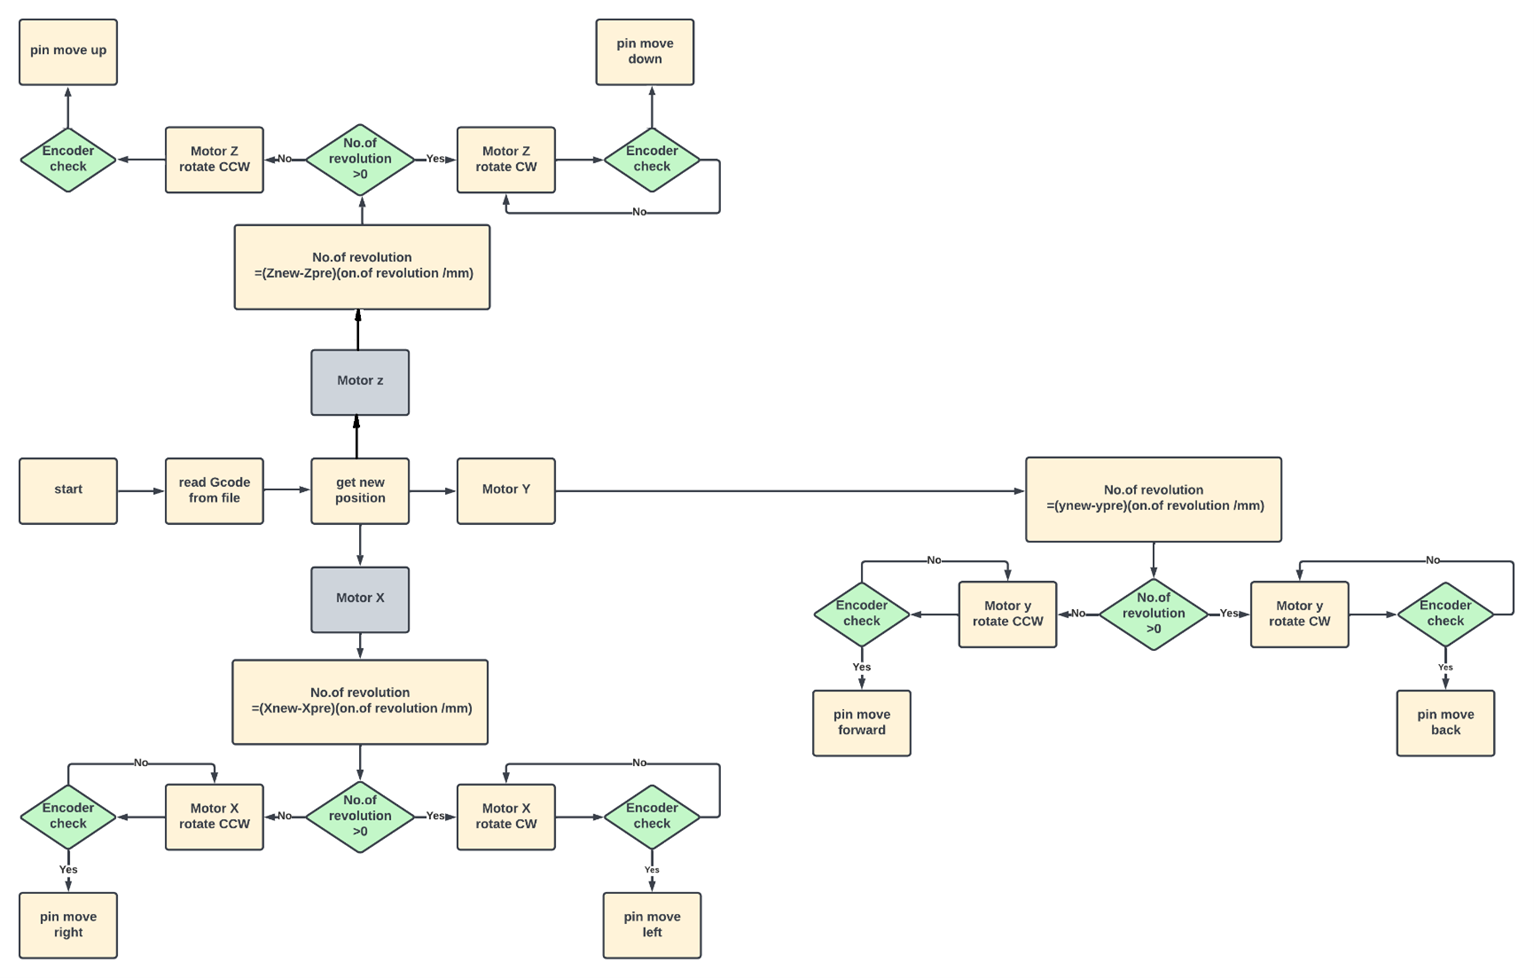 pin move up
pin move
down
Encoder
check
Motor Z
rotate CCW
No
No.of
revolution
>0
Yes
Motor Z
rotate CW
Encoder
check
No
No.of revolution
=(Znew-Zpre)(on.of revolution /mm)
Motor z
start
read Gcode
from file
get new
position
Motor Y
No.of revolution
=(ynew-ypre)(on.of revolution /mm)
No
No
Encoder
check
Motor y
rotate CCW
No
No.of
revolution
>0
Yes
Motor y
rotate CW
Encoder
check
Yes
Yes
pin move
forward
pin move
back
Motor X
No.of revolution
=(Xnew-Xpre)(on.of revolution /mm)
No
No
Encoder
check
Motor X
rotate CCW
No
No.of
revolution
>0
Yes
Motor X
rotate CW
Encoder
check
Yes
Yes
pin move
right
pin move
left